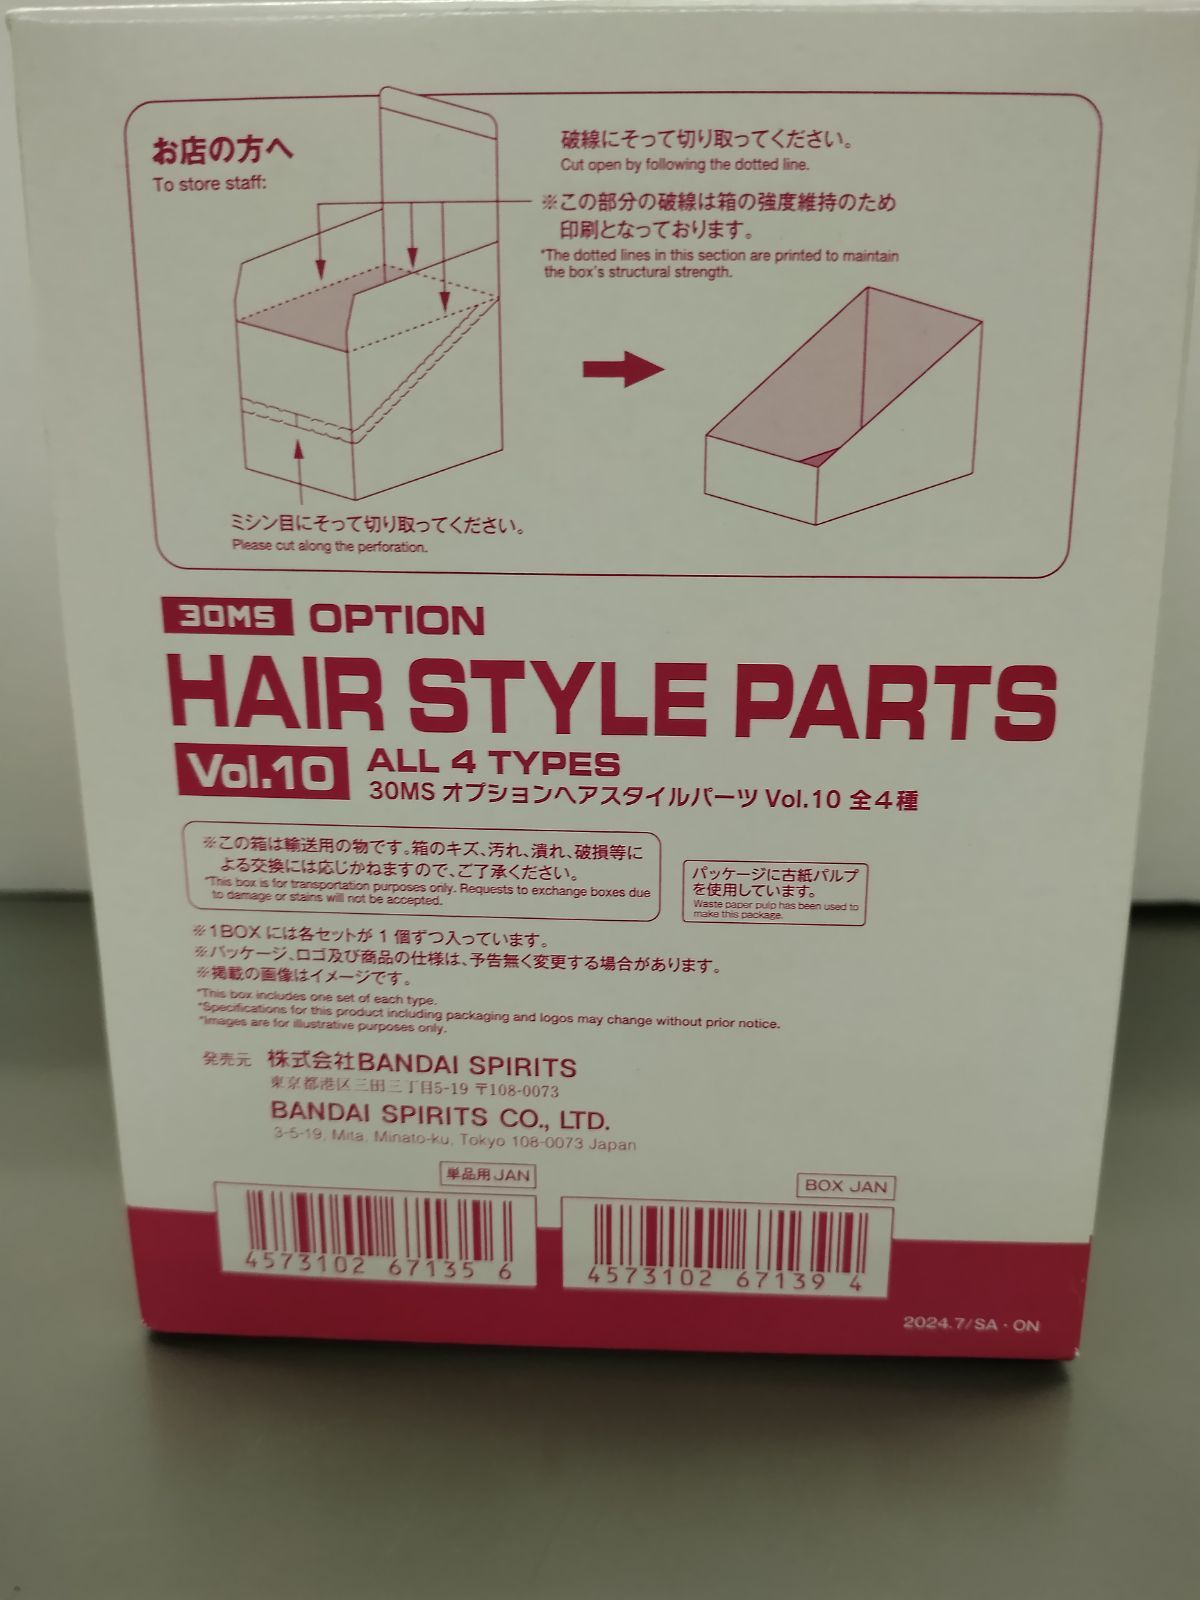 お店の方へ
To store staff:
破線にそって切り取ってください。
Cut open by following the dotted line.
※この部分の破線は箱の強度維持のため
印刷となっております。
*The dotted lines in this section are printed to maintain
the box's structural strength.
ミシン目にそって切り取ってください。
Please cut along the perforation.
30MS OPTION
HAIR STYLE PARTS
Vol.10 ALL 4 TYPES
30MS オプションヘアスタイルパーツ Vol.10 全4種
※この箱は輸送用の物です。箱のキズ、汚れ、潰れ、破損等に
よる交換には応じかねますので、ご了承ください。
*This box is for transportation purposes only. Requests to exchange boxes due
to damage or stains will not be accepted.
パッケージに古紙パルプ
を使用しています。
Waste paper pulp has been used to
make this package.
※1BOXには各セットが1個ずつ入っています。
※パッケージ、ロゴ及び商品の仕様は、予告無く変更する場合があります。
※掲載の画像はイメージです。
*This box includes one set of each type.
*Specifications for this product including packaging and logos may change without prior notice.
*Images are for illustrative purposes only.
発売元 株式会社BANDAI SPIRITS
東京都港区三田三丁目5-19 〒108-0073
BANDAI SPIRITS CO., LTD.
3-5-19, Mita, Minato-ku, Tokyo 108-0073 Japan
単品用JAN
4573102 67135 6
BOX JAN
4573102 67139 4
2024.7/SA・ON